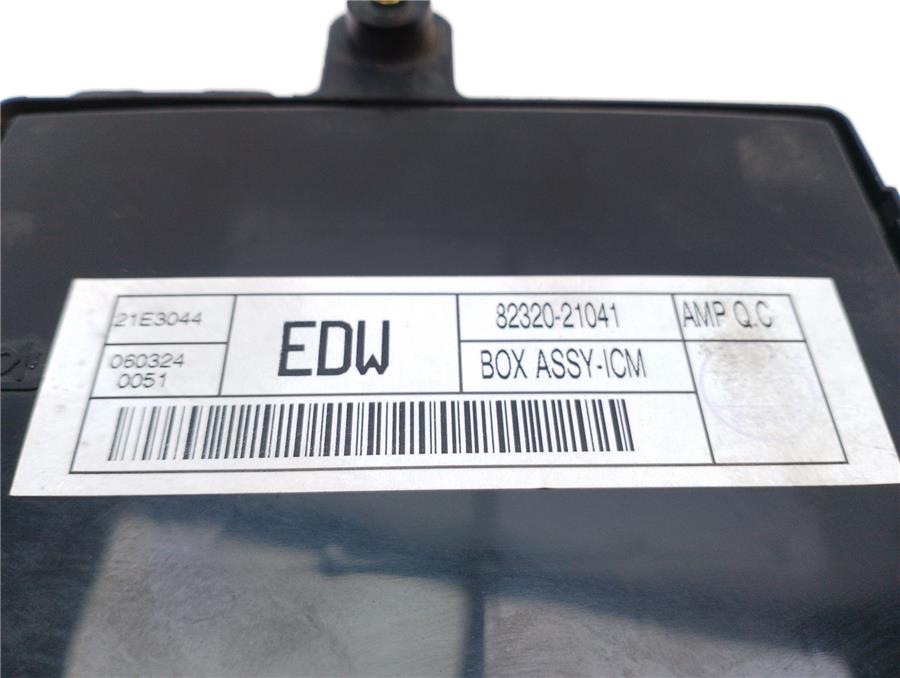 21E3044
EDW
82320-21041
AMP Q.C
060324
0051
BOX ASSY-ICM